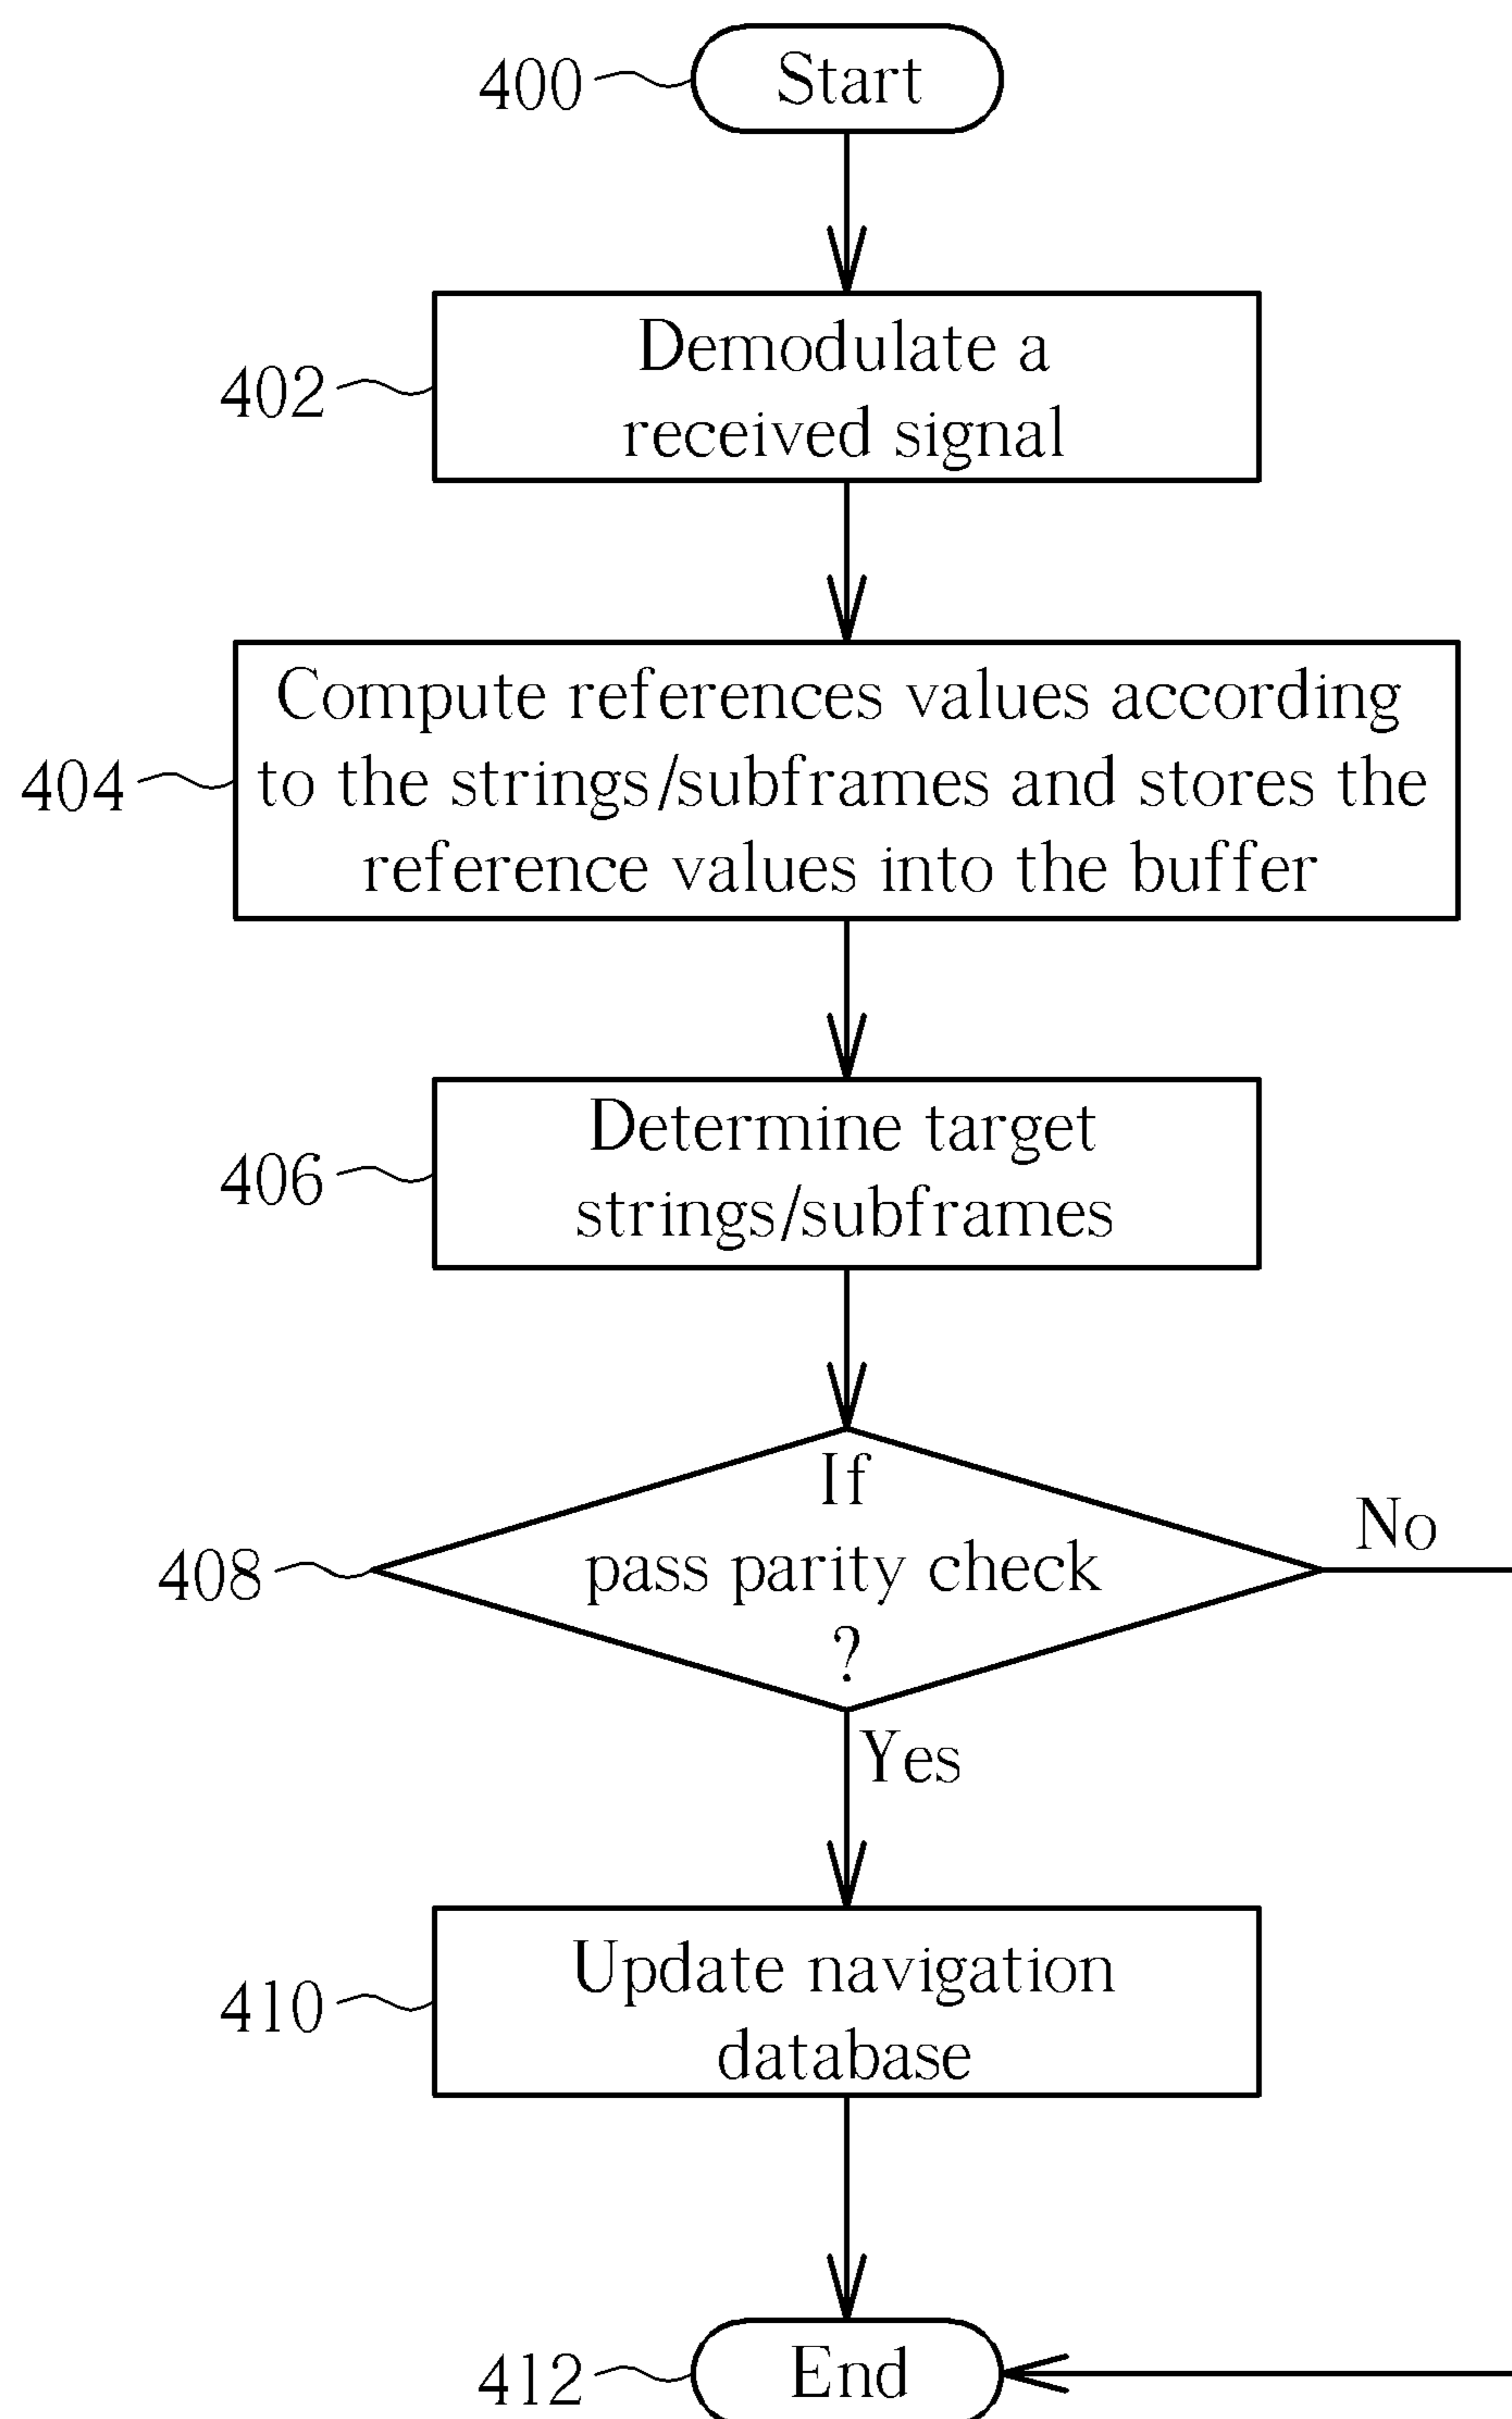 400
Start
402
Demodulate a
received signal
404
Compute references values according
to the strings/subframes and stores the
reference values into the buffer
406
Determine target
strings/subframes
408
If
pass parity check
?
No
Yes
410
Update navigation
database
412
End